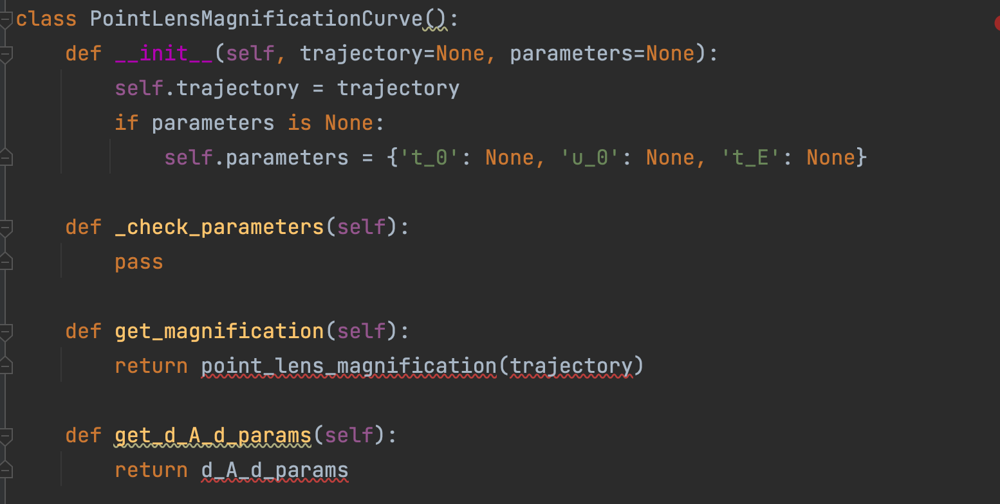 class PointLensMagnificationCurve():
    def __init__(self, trajectory=None, parameters=None):
        self.trajectory = trajectory
        if parameters is None:
            self.parameters = {'t_0': None, 'u_0': None, 't_E': None}
    def _check_parameters(self):
        pass
    def get_magnification(self):
        return point_lens_magnification(trajectory)
    def get_d_A_d_params(self):
        return d_A_d_params